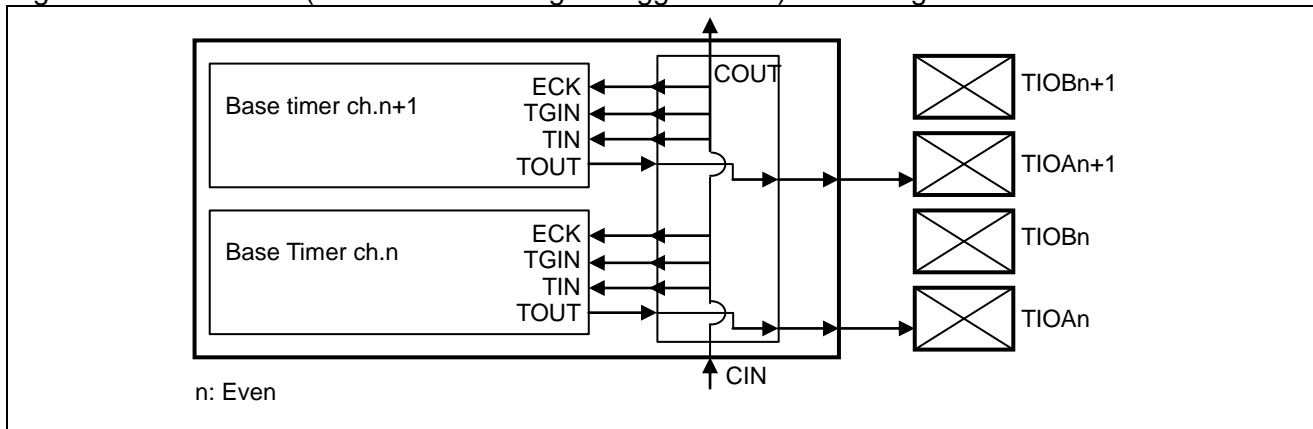 COUT
ECK
TGIN
TIN
TOUT
Base timer ch.n+1
TIOBn+1
TIOAn+1
Base Timer ch.n
ECK
TGIN
TIN
TOUT
TIOBn
TIOAn
CIN
n: Even